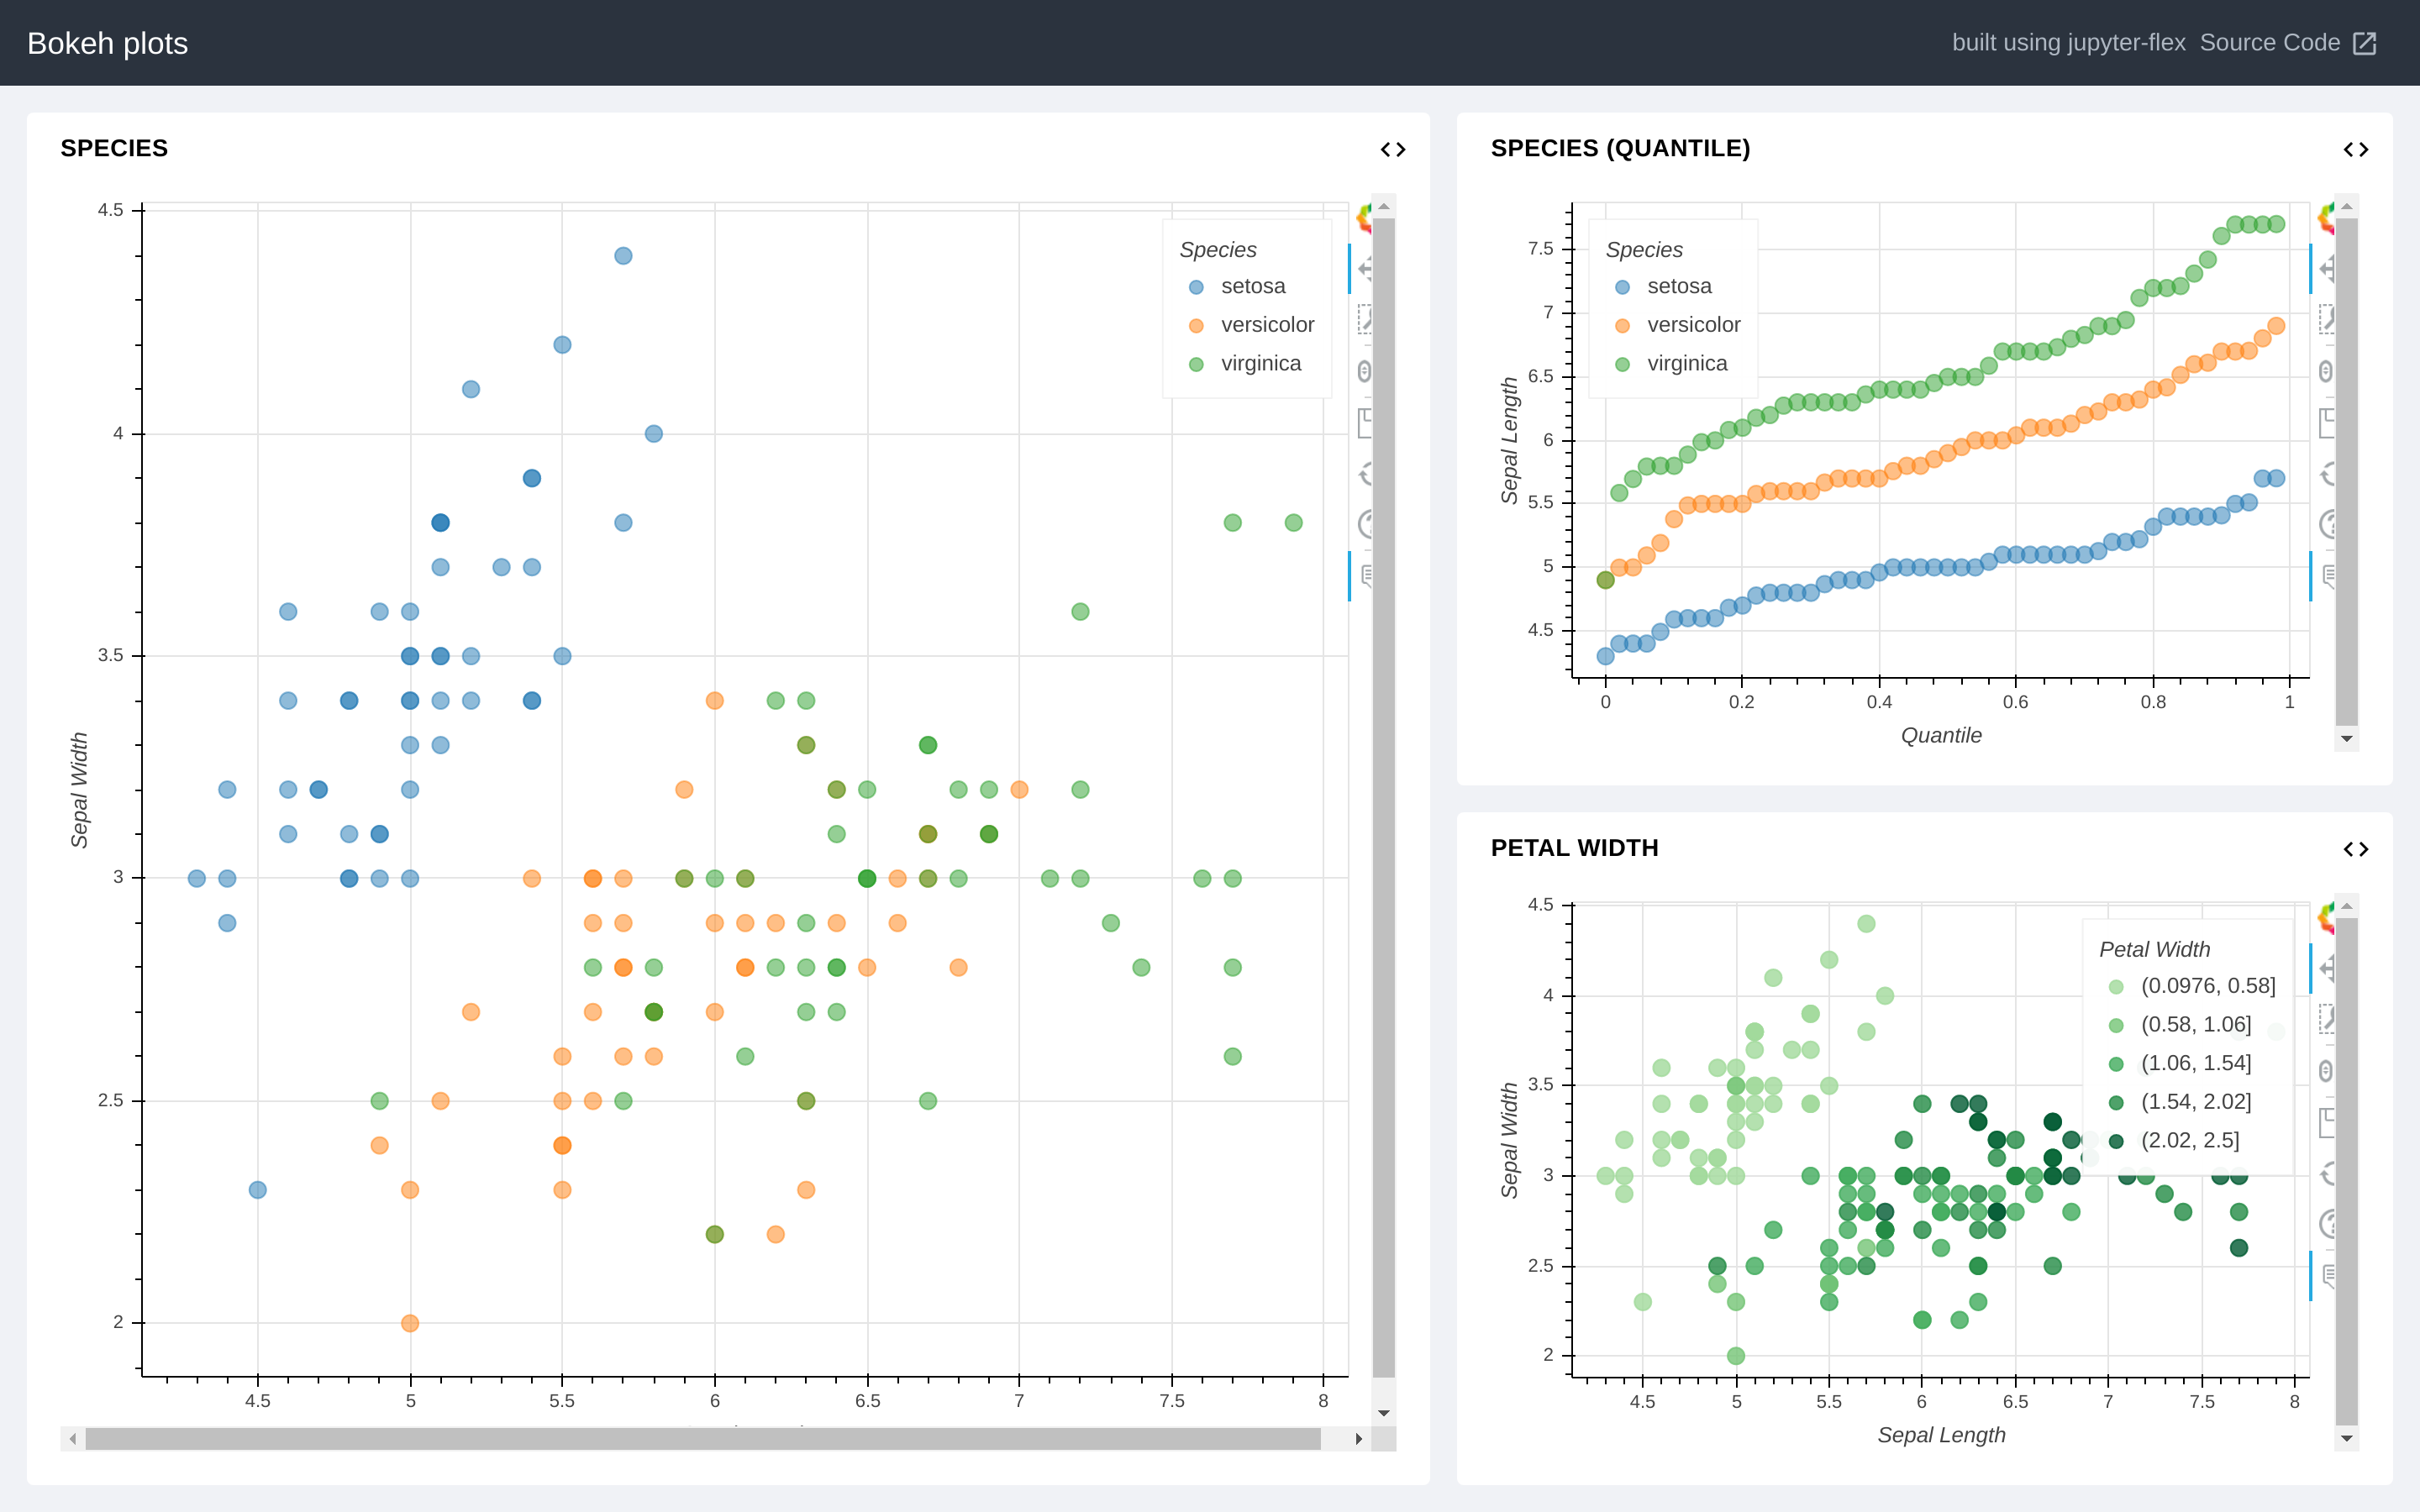 Bokeh plots
built using jupyter-flex Source Code
SPECIES
4.5
4
3.5
3
2.5
2
Sepal Width
Species
setosa
versicolor
virginica
4.5 5 5.5 6 6.5 7 7.5 8
SPECIES (QUANTILE)
7.5
7
6.5
6
5.5
5
4.5
Sepal Length
Species
setosa
versicolor
virginica
0 0.2 0.4 0.6 0.8 1
Quantile
PETAL WIDTH
4.5
4
3.5
3
2.5
2
Sepal Width
Petal Width
(0.0976, 0.58]
(0.58, 1.06]
(1.06, 1.54]
(1.54, 2.02]
(2.02, 2.5]
4.5 5 5.5 6 6.5 7 7.5 8
Sepal Length